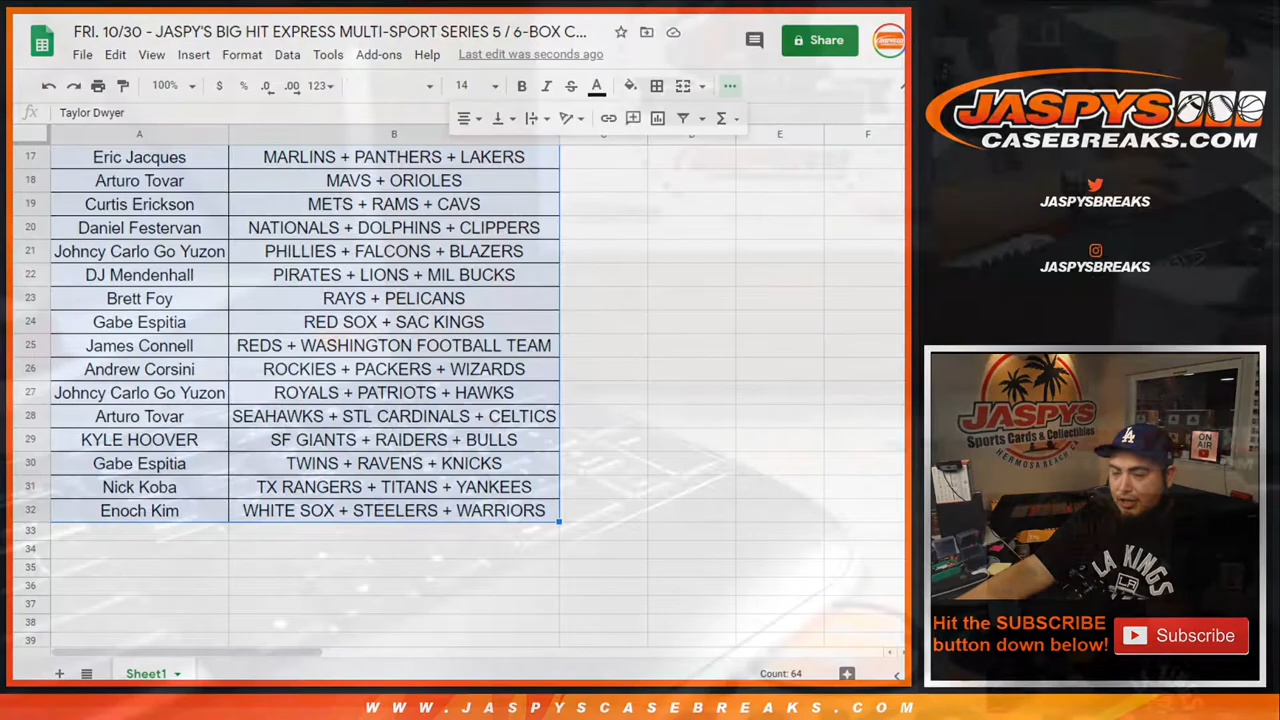 FRI. 10/30 - JASPY'S BIG HIT EXPRESS MULTI-SPORT SERIES 5 / 6-BOX C...
Share
File Edit View Insert Format Data Tools Add-ons Help Last edit was seconds ago
100% $ % .0 .00 123 14 B I S A
fx Taylor Dwyer
A B C D E F
17 Eric Jacques MARLINS + PANTHERS + LAKERS
18 Arturo Tovar MAVS + ORIOLES
19 Curtis Erickson METS + RAMS + CAVS
20 Daniel Festervan NATIONALS + DOLPHINS + CLIPPERS
21 Johncy Carlo Go Yuzon PHILLIES + FALCONS + BLAZERS
22 DJ Mendenhall PIRATES + LIONS + MIL BUCKS
23 Brett Foy RAYS + PELICANS
24 Gabe Espitia RED SOX + SAC KINGS
25 James Connell REDS + WASHINGTON FOOTBALL TEAM
26 Andrew Corsini ROCKIES + PACKERS + WIZARDS
27 Johncy Carlo Go Yuzon ROYALS + PATRIOTS + HAWKS
28 Arturo Tovar SEAHAWKS + STL CARDINALS + CELTICS
29 KYLE HOOVER SF GIANTS + RAIDERS + BULLS
30 Gabe Espitia TWINS + RAVENS + KNICKS
31 Nick Koba TX RANGERS + TITANS + YANKEES
32 Enoch Kim WHITE SOX + STEELERS + WARRIORS
33
34
35
36
37
38
39
Sheet1
Count: 64
JASPYS
CASEBREAKS.COM
JASPYSBREAKS
JASPYSBREAKS
JASPYS
Sports Cards & Collectibles
HERMOSA BEACH, CA
ON AIR
LA
LA KINGS
LA
Hit the SUBSCRIBE
button down below!
Subscribe
WWW.JASPYSCASEBREAKS.COM